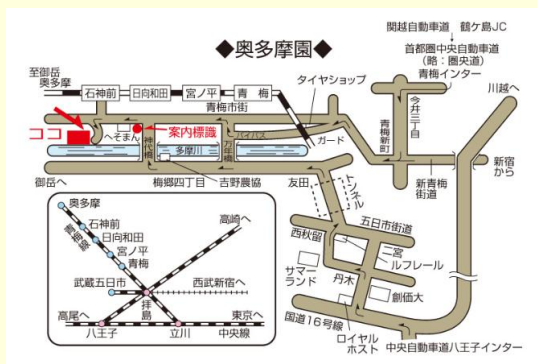 ◆奥多摩園◆
関越自動車道 鶴ケ島JC
首都圏中央自動車道
(略:圏央道)
青梅インター
川越へ
至御岳
奥多摩
石神前
日向和田
宮ノ平
青梅
タイヤショップ
青梅市街
ココ
へそまん
案内標識
バイパス
ガード
神代橋
多摩川
万年橋
今井三丁目
青梅新町
新宿
から
新青梅
街道
御岳へ
梅郷四丁目
吉野農協
友田
トンネル
五日市街道
西秋留
二宮
ルフレール
サマー
ランド
丹木
創価大
国道16号線
ロイヤル
ホスト
中央自動車道八王子インター
奥多摩
石神前
日向和田
宮ノ平
青梅
青梅線
高崎へ
武蔵五日市
西武新宿へ
拝島
高尾へ
東京へ
八王子
立川
中央線